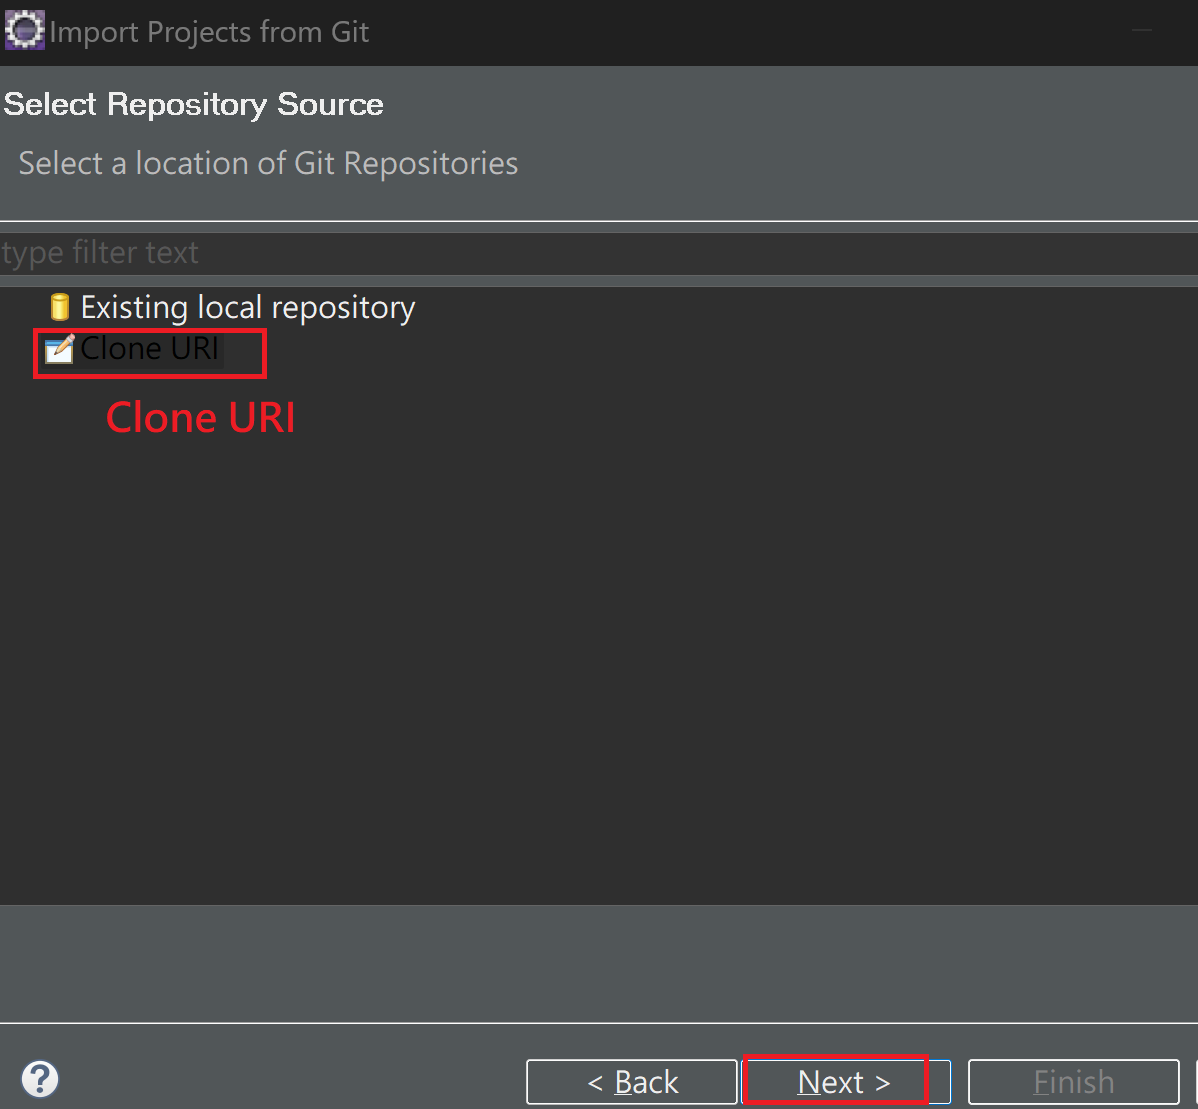 Import Projects from Git
Select Repository Source
Select a location of Git Repositories
type filter text
Existing local repository
Clone URI
Clone URI
? < Back Next > Finish